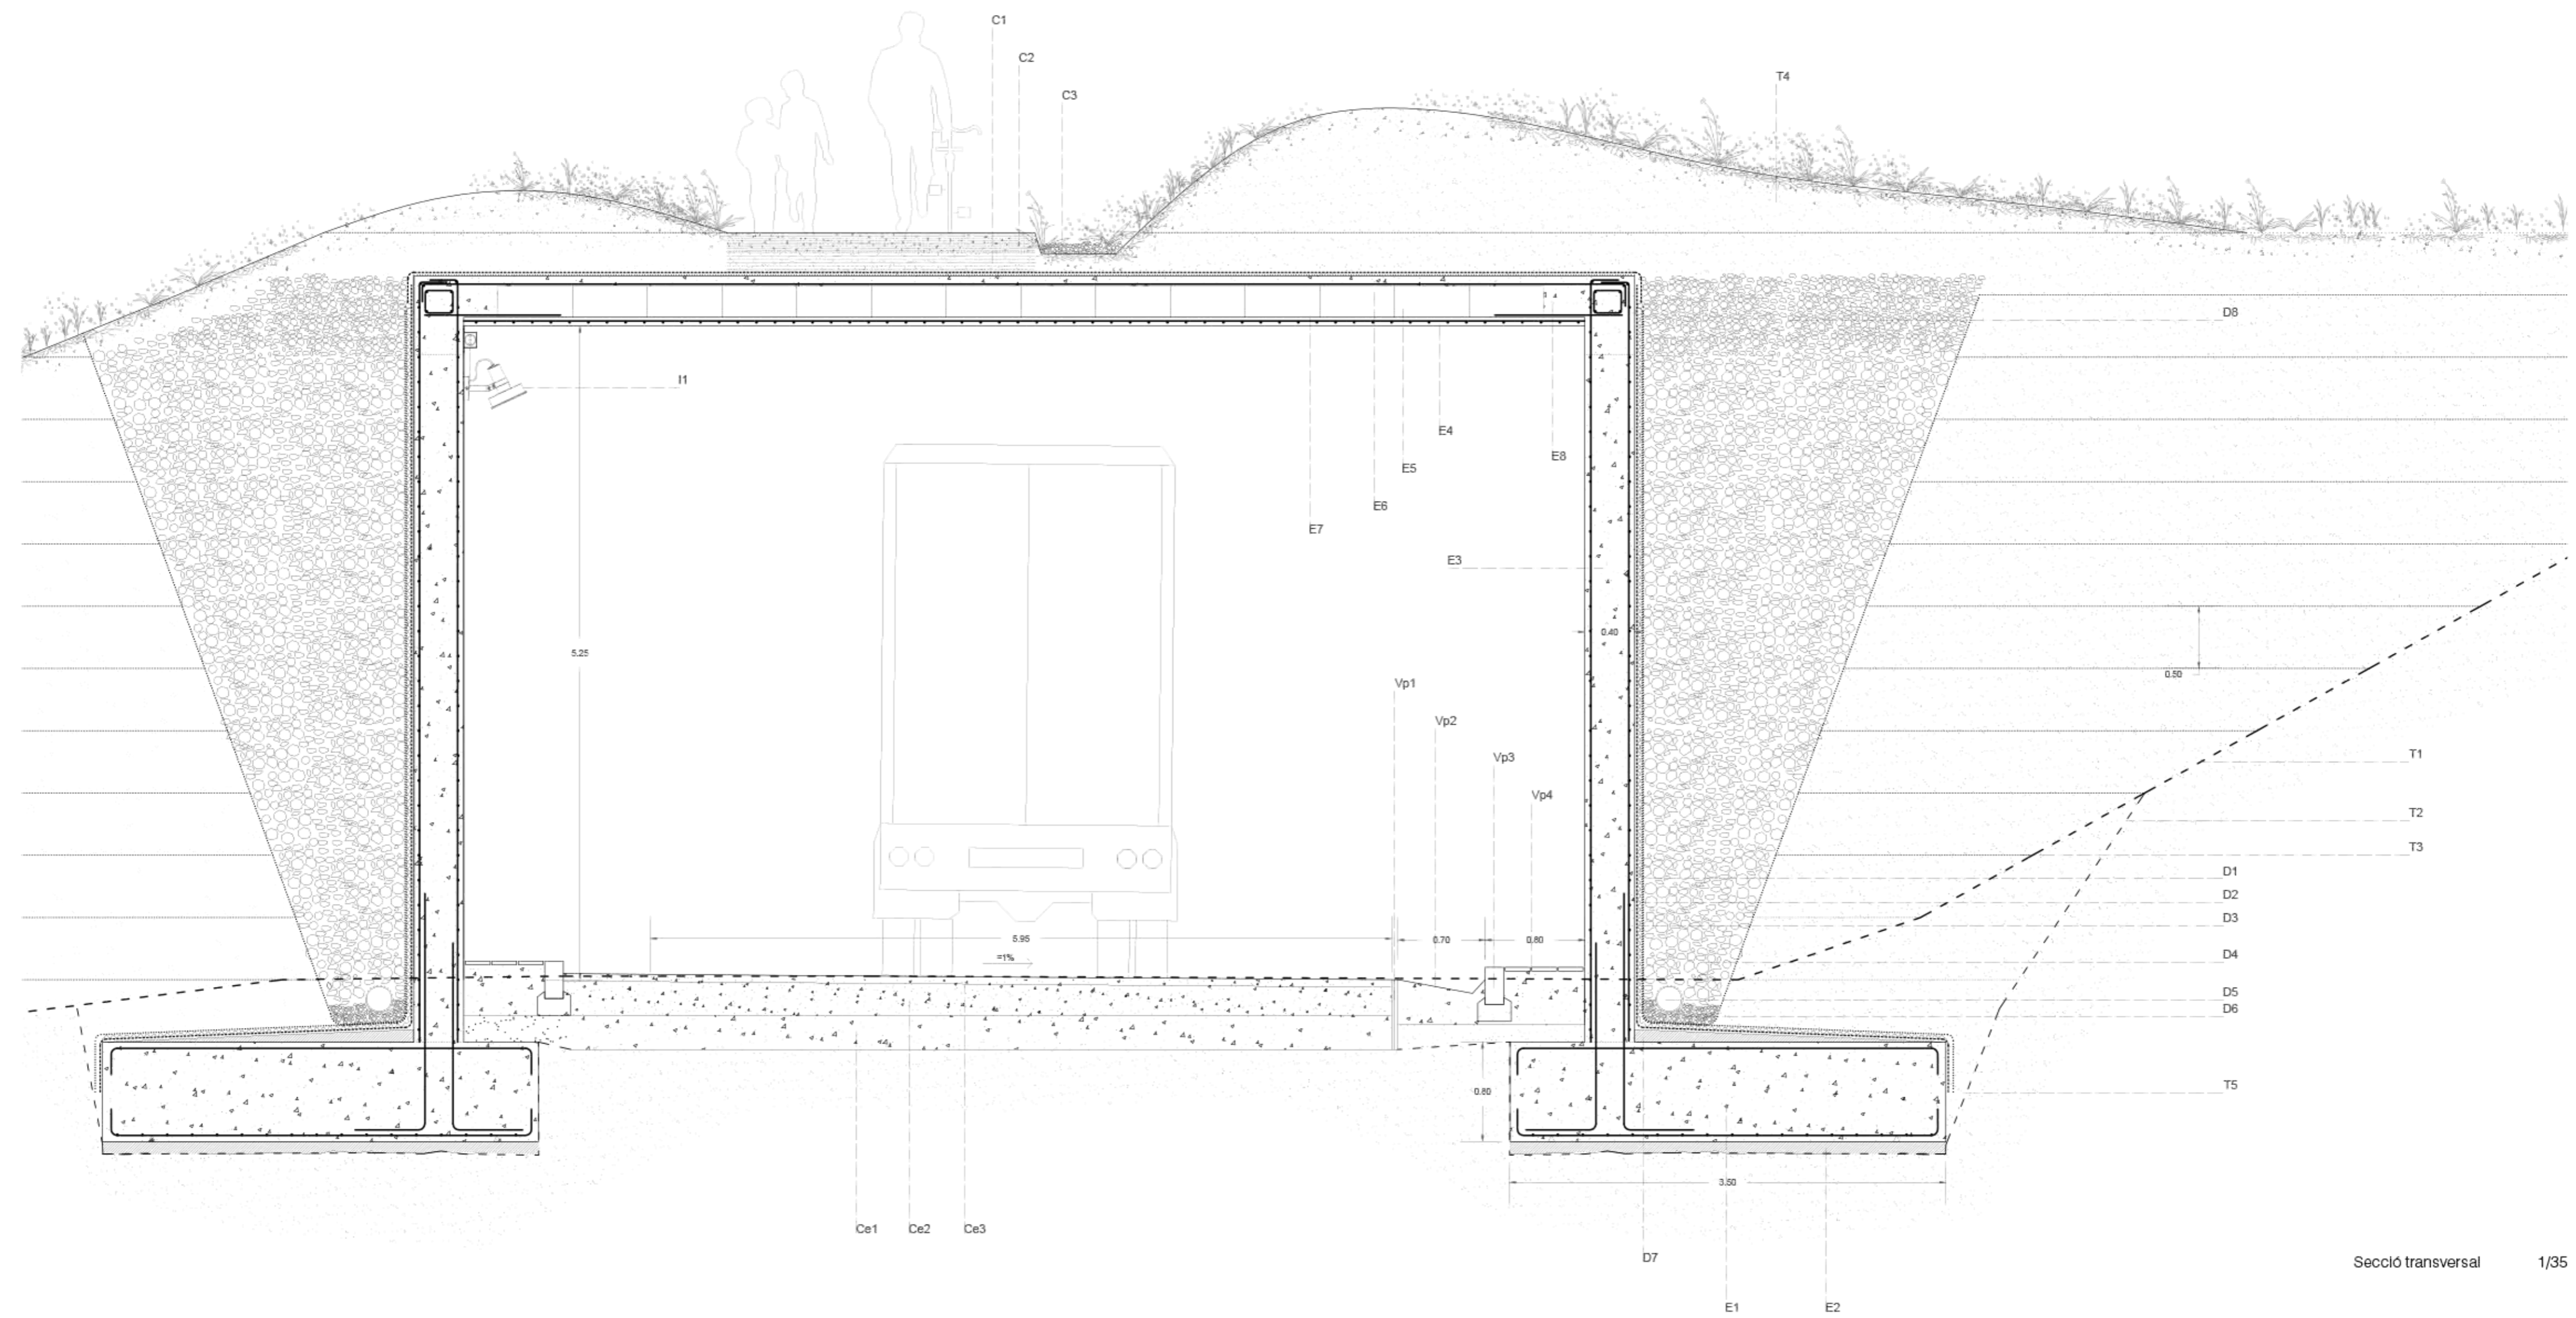 C1
C2
C3
T4
D8
I1
E4
E8
E5
E6
E7
E3
0.40
5.25
0.50
Vp1
Vp2
Vp3
Vp4
T1
T2
T3
D1
D2
D3
D4
D5
D6
5.95
0.70
0.80
=1%
T5
0.80
3.50
Ce1
Ce2
Ce3
D7
Secció transversal 1/35
E1
E2